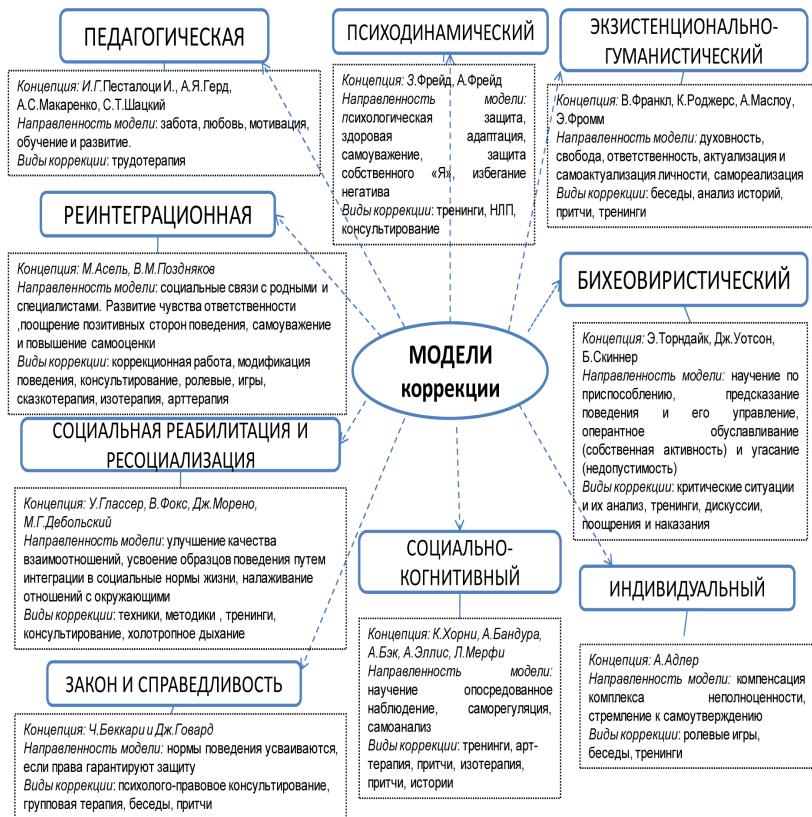 ПЕДАГОГИЧЕСКАЯ
Концепция: И.Г.Песталоци И., А.Я.Герд,
А.С.Макаренко, С.Т.Шацкий
Направленность модели: забота, любовь, мотивация,
обучение и развитие.
Виды коррекции: трудотерапия
ПСИХОДИНАМИЧЕСКИЙ
Концепция: З.Фрейд, А.Фрейд
Направленность модели:
психологическая защита,
здоровая адаптация,
самоуважение, защита
собственного «Я», избегание
негатива
Виды коррекции: тренинги, НЛП,
консультирование
ЭКЗИСТЕНЦИОНАЛЬНО-
ГУМАНИСТИЧЕСКИЙ
Концепция: В.Франкл, К.Роджерс, А.Маслоу,
Э.Фромм
Направленность модели: духовность,
свобода, ответственность, актуализация и
самоактуализация личности, самореализация
Виды коррекции: беседы, анализ историй,
притчи, тренинги
РЕИНТЕГРАЦИОННАЯ
Концепция: М.Асель, В.М.Поздняков
Направленность модели: социальные связи с родными и
специалистами. Развитие чувства ответственности
,поощрение позитивных сторон поведения, самоуважение
и повышение самооценки
Виды коррекции: коррекционная работа, модификация
поведения, консультирование, ролевые, игры,
сказкотерапия, изотерапия, арттерапия
МОДЕЛИ
коррекции
БИХЕОВИРИСТИЧЕСКИЙ
Концепция: Э.Торндайк, Дж.Уотсон,
Б.Скиннер
Направленность модели: научение по
приспособлению, предсказание
поведения и его управление,
оперантное обуславливание
(собственная активность) и угасание
(недопустимость)
Виды коррекции: критические ситуации
и их анализ, тренинги, дискуссии,
поощрения и наказания
СОЦИАЛЬНАЯ РЕАБИЛИТАЦИЯ И
РЕСОЦИАЛИЗАЦИЯ
Концепция: У.Глассер, В.Фокс, Дж.Морено,
М.Г.Дебольский
Направленность модели: улучшение качества
взаимоотношений, усвоение образцов поведения путем
интеграции в социальные нормы жизни, налаживание
отношений с окружающими
Виды коррекции: техники, методики , тренинги,
консультирование, холотропное дыхание
СОЦИАЛЬНО-
КОГНИТИВНЫЙ
Концепция: К.Хорни, А.Бандура,
А.Бэк, А.Эллис, Л.Мерфи
Направленность модели:
научение опосредованное
наблюдение, саморегуляция,
самоанализ
Виды коррекции: тренинги, арт-
терапия, притчи, изотерапия,
притчи, истории
ИНДИВИДУАЛЬНЫЙ
Концепция: А.Адлер
Направленность модели: компенсация
комплекса неполноценности,
стремление к самоутверждению
Виды коррекции: ролевые игры,
беседы, тренинги
ЗАКОН И СПРАВЕДЛИВОСТЬ
Концепция: Ч.Беккари и Дж.Говард
Направленность модели: нормы поведения усваиваются,
если права гарантируют защиту
Виды коррекции: психолого-правовое консультирование,
групповая терапия, беседы, притчи